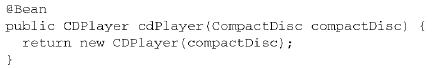 @Bean
public CDPlayer cdPlayer(CompactDisc compactDisc) {
  return new CDPlayer(compactDisc);
}